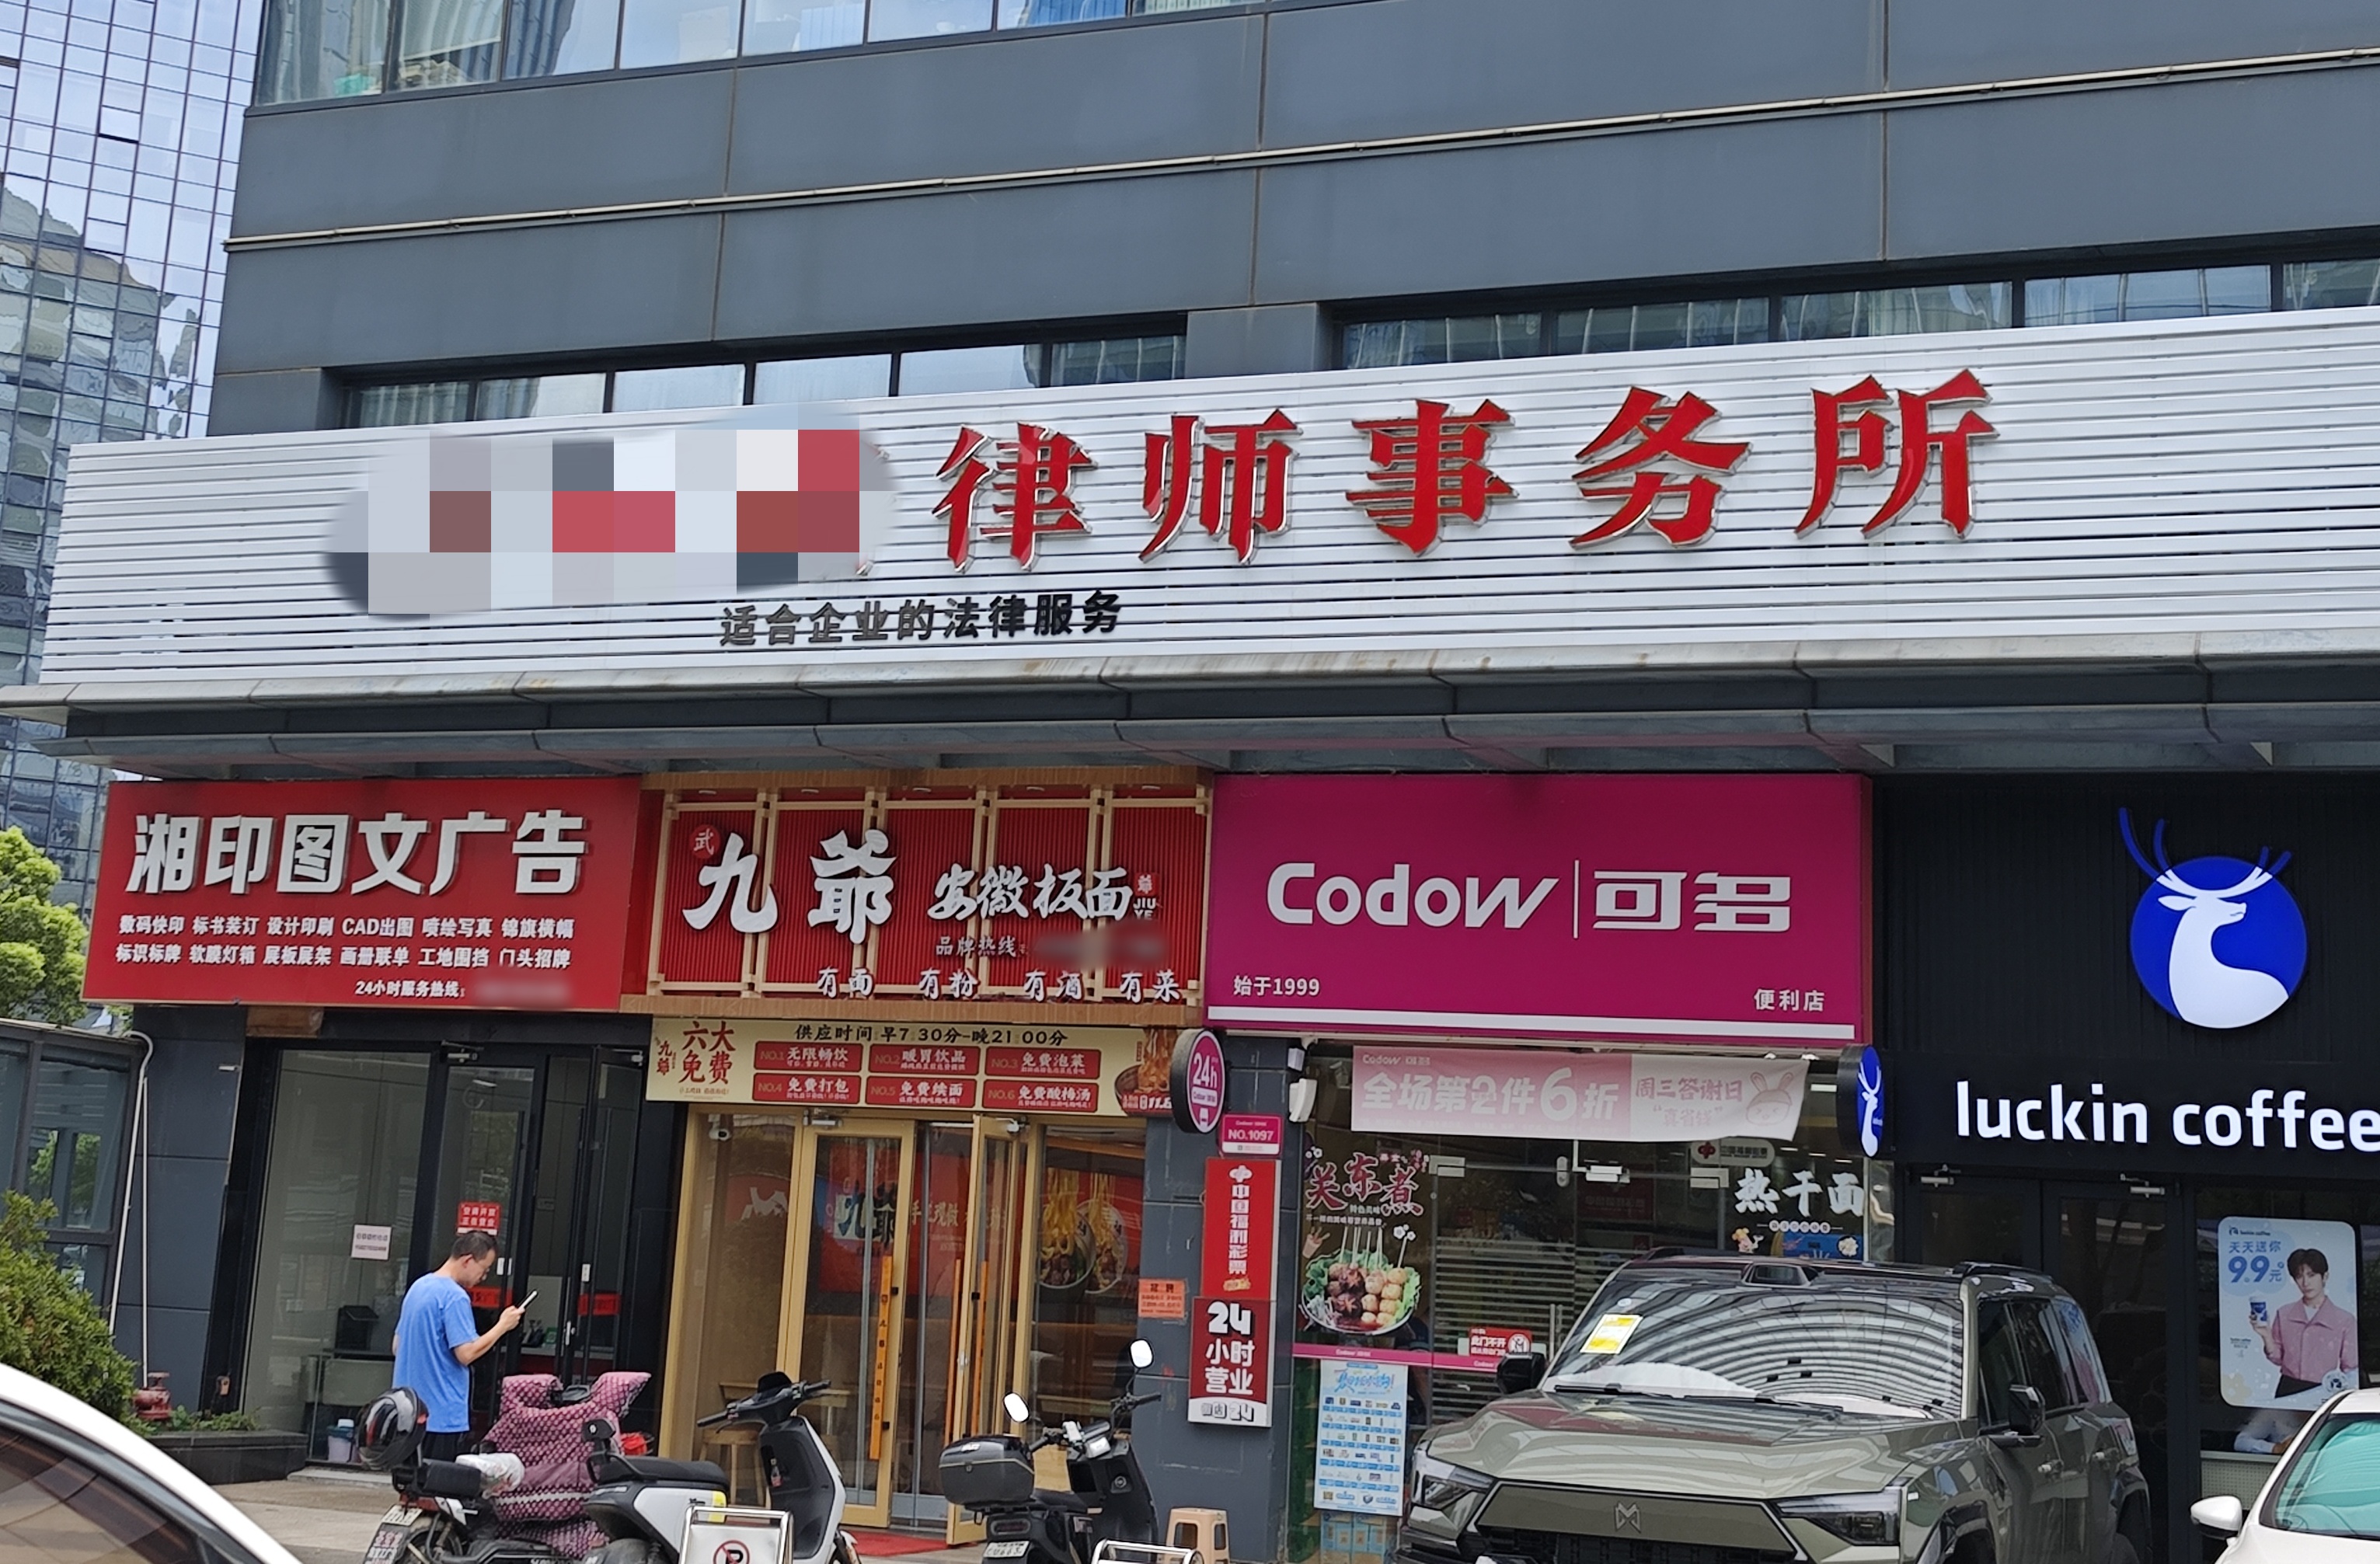 律师事务所
适合企业的法律服务
湘印图文广告
数码快印 标书装订 设计印刷 CAD出图 喷绘写真 锦旗横幅
标识标牌 软膜灯箱 展板展架 画册联单 工地围挡 门头招牌
24小时服务热线:
武
九爷 安徽板面
JIU
YE
品牌热线:
有面 有粉 有酒 有菜
Codow 可多
始于1999
便利店
luckin coffee
九爷
六大
免费
供应时间:早7:30分-晚21:00分
NO.1 无限畅饮
NO.2 暖胃饮品
NO.3 免费泡菜
NO.4 免费打包
NO.5 免费续面
NO.6 免费酸梅汤
24h
NO.1097
Codow 可多
全场第2件6折
周三答谢日
“真省钱”
中国福利彩票
24
小时
营业
关东煮
热干面
九爷
天天送你
9.9元